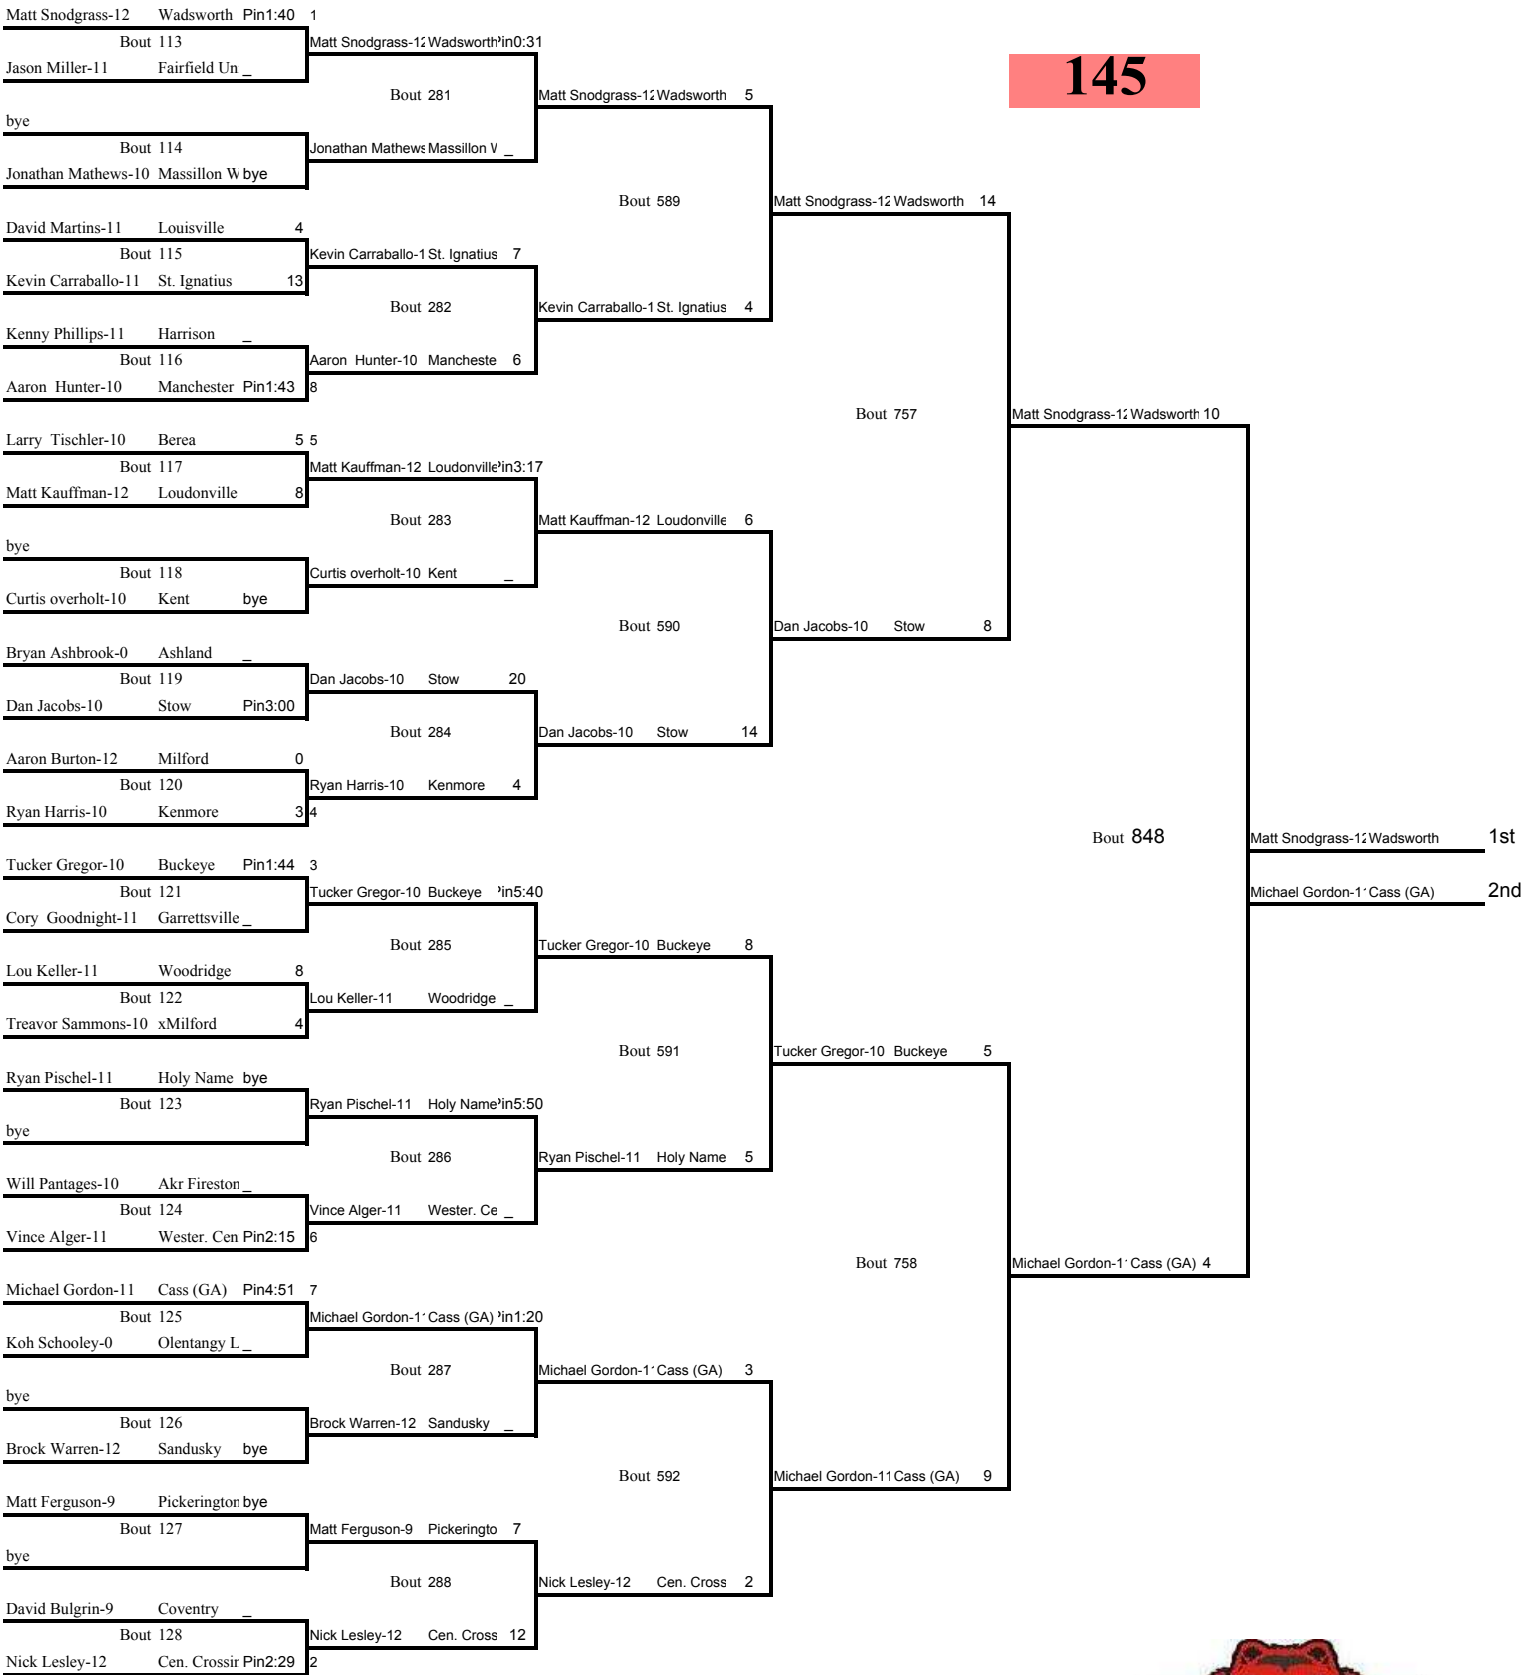 145
Matt Snodgrass-12 Wadsworth Pin1:40 1
Bout 113
Jason Miller-11 Fairfield Un _
bye
Bout 114
Jonathan Mathews-10 Massillon W bye
David Martins-11 Louisville 4
Bout 115
Kevin Carraballo-11 St. Ignatius 13
Kenny Phillips-11 Harrison _
Bout 116
Aaron Hunter-10 Manchester Pin1:43 8
Larry Tischler-10 Berea 5 5
Bout 117
Matt Kauffman-12 Loudonville 8
bye
Bout 118
Curtis overholt-10 Kent bye
Bryan Ashbrook-0 Ashland _
Bout 119
Dan Jacobs-10 Stow Pin3:00
Aaron Burton-12 Milford 0
Bout 120
Ryan Harris-10 Kenmore 3 4
Tucker Gregor-10 Buckeye Pin1:44 3
Bout 121
Cory Goodnight-11 Garrettsville _
Lou Keller-11 Woodridge 8
Bout 122
Treavor Sammons-10 xMilford 4
Ryan Pischel-11 Holy Name bye
Bout 123
bye
Will Pantages-10 Akr Fireston _
Bout 124
Vince Alger-11 Wester. Cen Pin2:15 6
Michael Gordon-11 Cass (GA) Pin4:51 7
Bout 125
Koh Schooley-0 Olentangy L _
bye
Bout 126
Brock Warren-12 Sandusky bye
Matt Ferguson-9 Pickerington bye
Bout 127
bye
David Bulgrin-9 Coventry _
Bout 128
Nick Lesley-12 Cen. Crossir Pin2:29 2
Matt Snodgrass-12 Wadsworth Pin0:31
Bout 281
Jonathan Mathews Massillon W _
Kevin Carraballo-1 St. Ignatius 7
Bout 282
Aaron Hunter-10 Mancheste 6
Matt Kauffman-12 Loudonville Pin3:17
Bout 283
Curtis overholt-10 Kent _
Dan Jacobs-10 Stow 20
Bout 284
Ryan Harris-10 Kenmore 4
Tucker Gregor-10 Buckeye Pin5:40
Bout 285
Lou Keller-11 Woodridge _
Ryan Pischel-11 Holy Name Pin5:50
Bout 286
Vince Alger-11 Wester. Ce _
Michael Gordon-1 Cass (GA) Pin1:20
Bout 287
Brock Warren-12 Sandusky _
Matt Ferguson-9 Pickeringto 7
Bout 288
Nick Lesley-12 Cen. Cross 12
Matt Snodgrass-12 Wadsworth 5
Bout 589
Kevin Carraballo-1 St. Ignatius 4
Matt Kauffman-12 Loudonville 6
Bout 590
Dan Jacobs-10 Stow 14
Tucker Gregor-10 Buckeye 8
Bout 591
Ryan Pischel-11 Holy Name 5
Michael Gordon-1 Cass (GA) 3
Bout 592
Nick Lesley-12 Cen. Cross 2
Matt Snodgrass-12 Wadsworth 14
Bout 757
Dan Jacobs-10 Stow 8
Tucker Gregor-10 Buckeye 5
Bout 758
Michael Gordon-11 Cass (GA) 9
Matt Snodgrass-12 Wadsworth 10
Bout 848
Michael Gordon-1 Cass (GA) 4
Matt Snodgrass-12 Wadsworth 1st
Michael Gordon-1 Cass (GA) 2nd